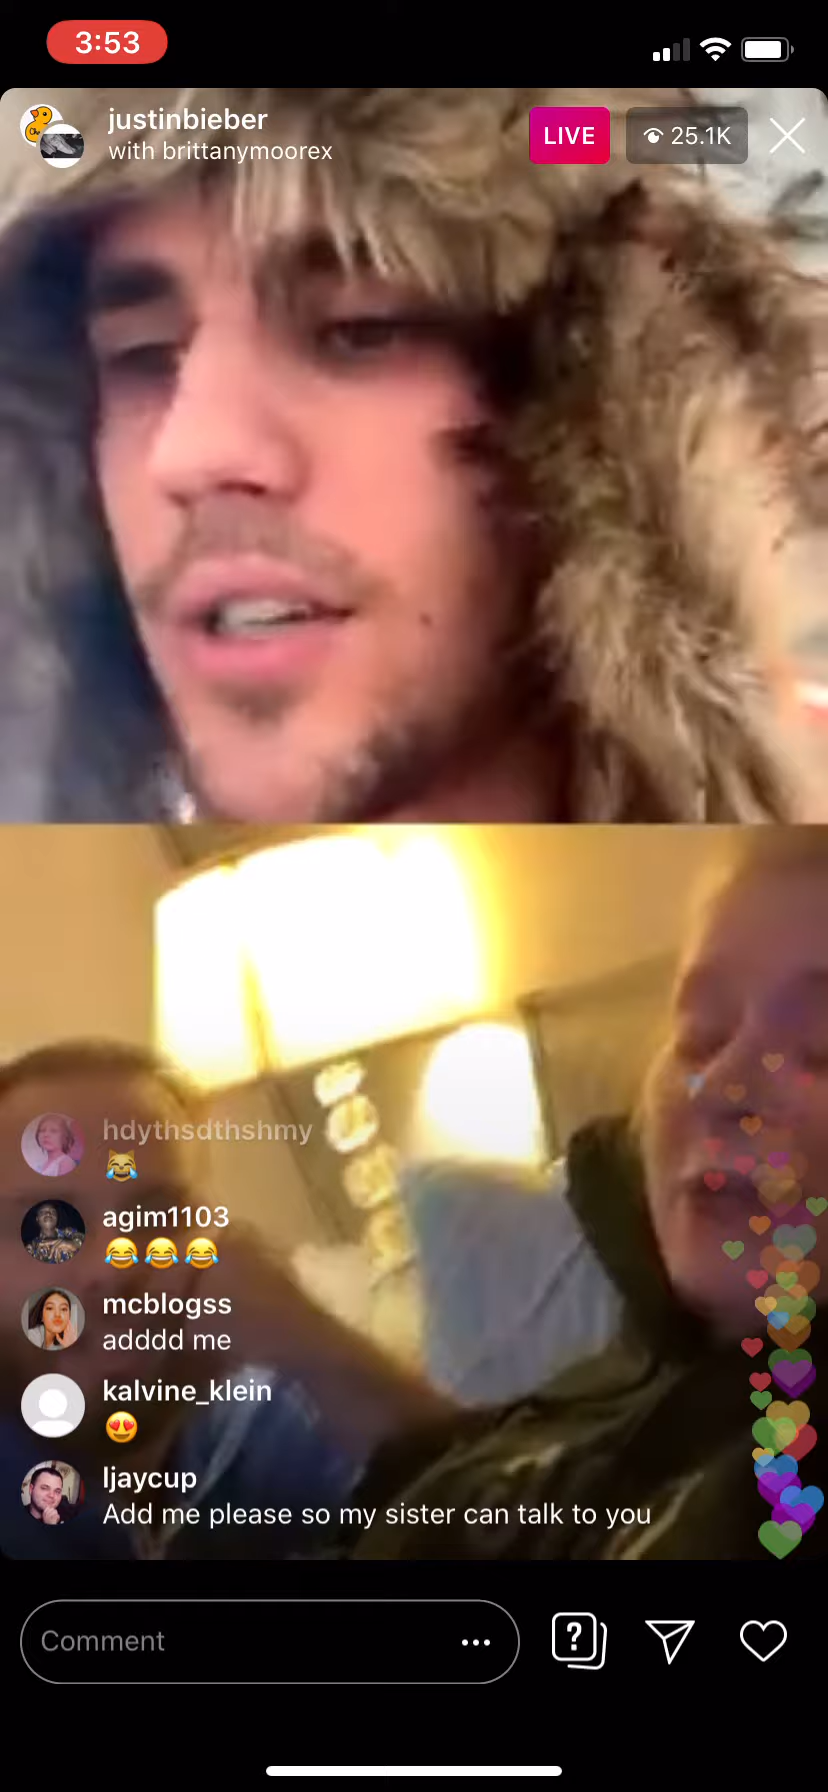 3:53
justinbieber
with brittanymoorex
LIVE
25.1K
hdythsdthshmy
😹
agim1103
😂😂😂
mcblogss
adddd me
kalvine_klein
😍
ljaycup
Add me please so my sister can talk to you
Comment